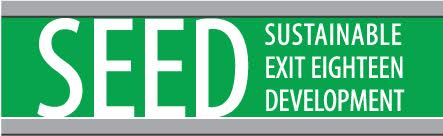 SEED
SUSTAINABLE
EXIT EIGHTEEN
DEVELOPMENT